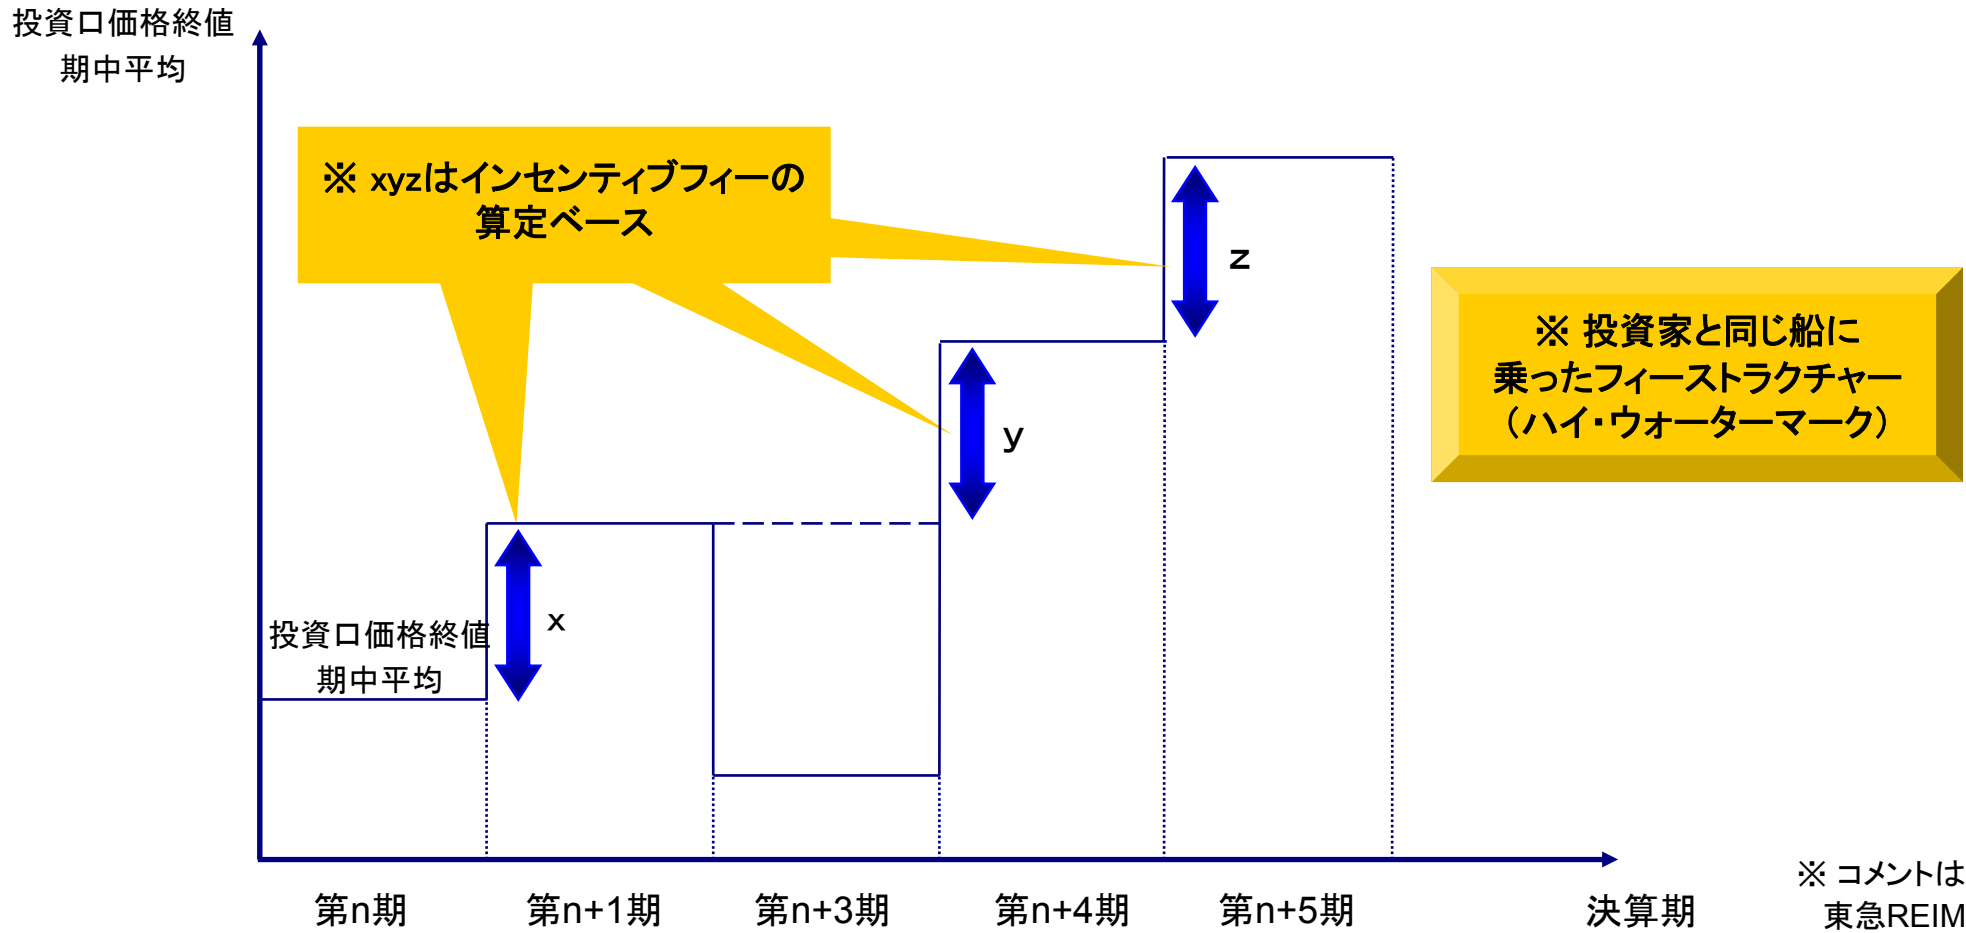 投資口価格終値
期中平均
※ xyzはインセンティブフィーの
算定ベース
z
※ 投資家と同じ船に
乗ったフィーストラクチャー
（ハイ・ウォーターマーク）
y
x
投資口価格終値
期中平均
第n期
第n+1期
第n+3期
第n+4期
第n+5期
決算期
※ コメントは
東急REIM